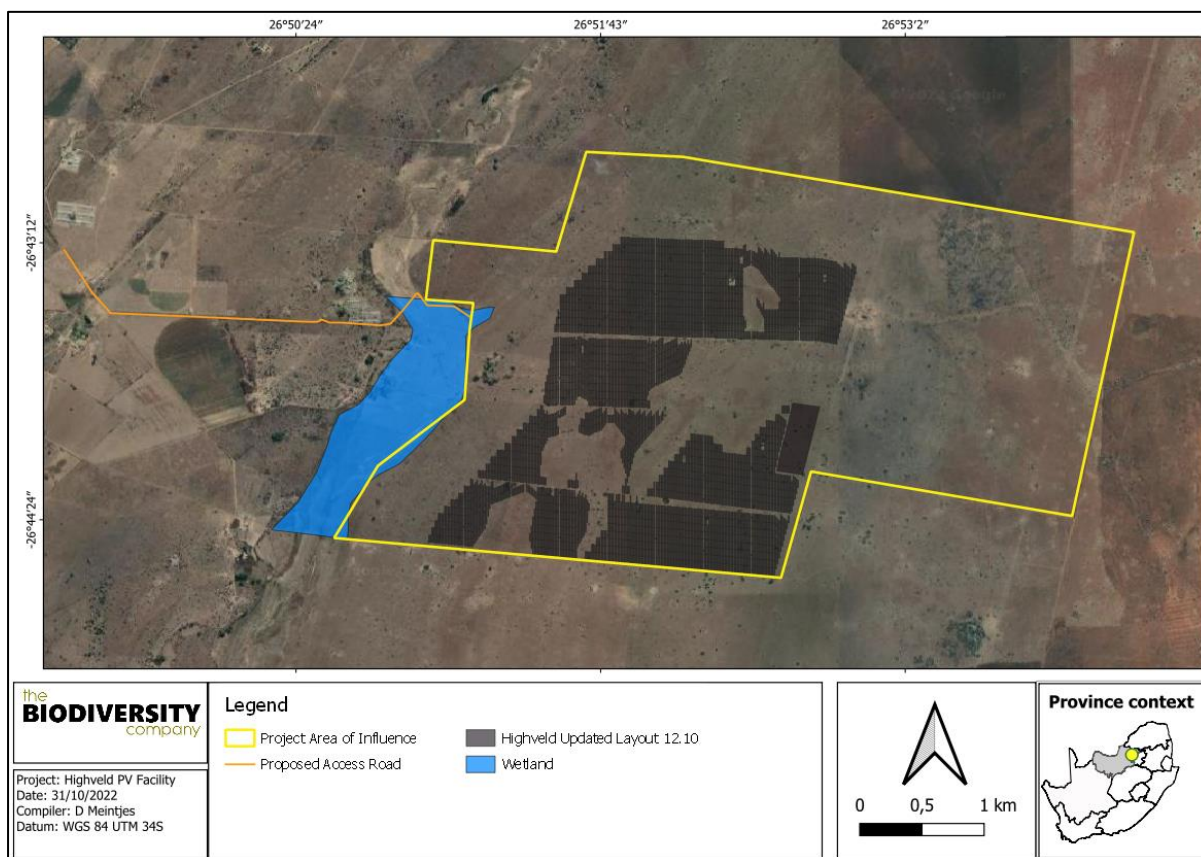 26°50'24" 26°51'43" 26°53'2"
-26°43'12"
-26°44'24"
the
BIODIVERSITY
company
Project: Highveld PV Facility
Date: 31/10/2022
Compiler: D Meintjes
Datum: WGS 84 UTM 34S
Legend
Project Area of Influence
Proposed Access Road
Highveld Updated Layout 12.10
Wetland
0 0,5 1 km
Province context